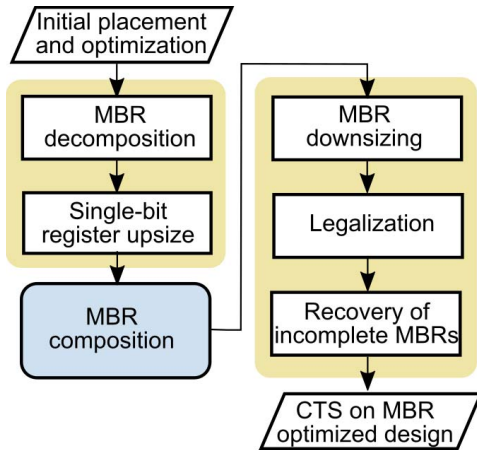 Initial placement
and optimization
MBR
decomposition
Single-bit
register upsize
MBR
composition
MBR
downsizing
Legalization
Recovery of
incomplete MBRs
CTS on MBR
optimized design